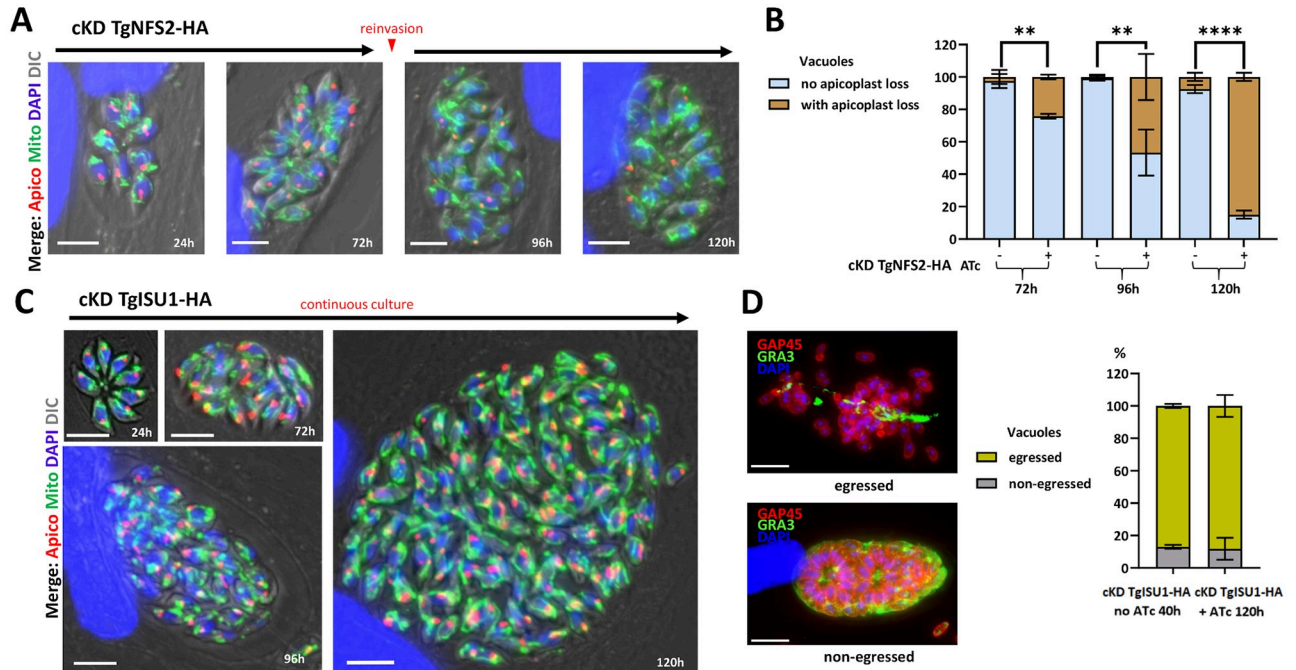 A
cKD TgNFS2-HA
reinvasion
Merge: Apico Mito DAPI DIC
24h
72h
96h
120h
B
Vacuoles
no apicoplast loss
with apicoplast loss
** ** ****
120
100
80
60
40
20
0
- + - + - +
cKD TgNFS2-HA ATc
72h 96h 120h
C
cKD TgISU1-HA
continuous culture
Merge: Apico Mito DAPI DIC
24h
72h
96h
120h
D
GAP45
GRA3
DAPI
egressed
GAP45
GRA3
DAPI
non-egressed
Vacuoles
egressed
non-egressed
%
120
100
80
60
40
20
0
cKD TgISU1-HA cKD TgISU1-HA
no ATc 40h + ATc 120h